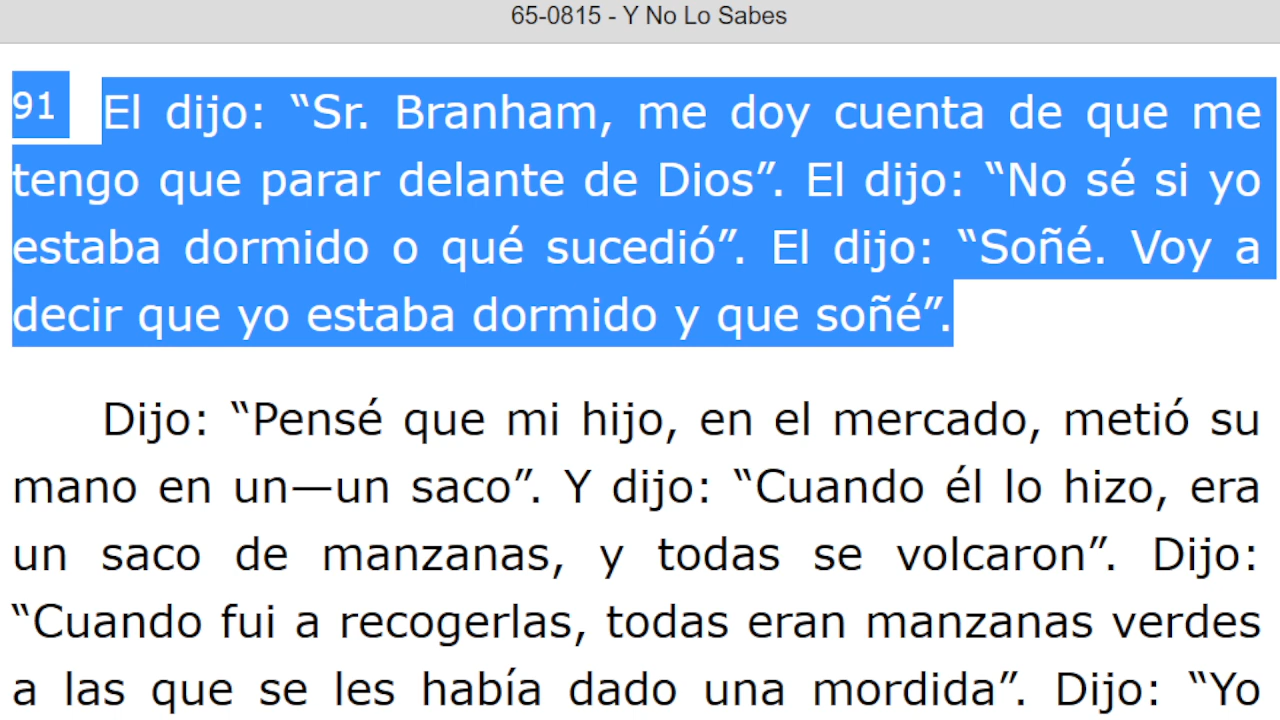 65-0815 - Y No Lo Sabes
91 El dijo: “Sr. Branham, me doy cuenta de que me
tengo que parar delante de Dios”. El dijo: “No sé si yo
estaba dormido o qué sucedió”. El dijo: “Soñé. Voy a
decir que yo estaba dormido y que soñé”.
Dijo: “Pensé que mi hijo, en el mercado, metió su
mano en un—un saco”. Y dijo: “Cuando él lo hizo, era
un saco de manzanas, y todas se volcaron”. Dijo:
“Cuando fui a recogerlas, todas eran manzanas verdes
a las que se les había dado una mordida”. Dijo: “Yo